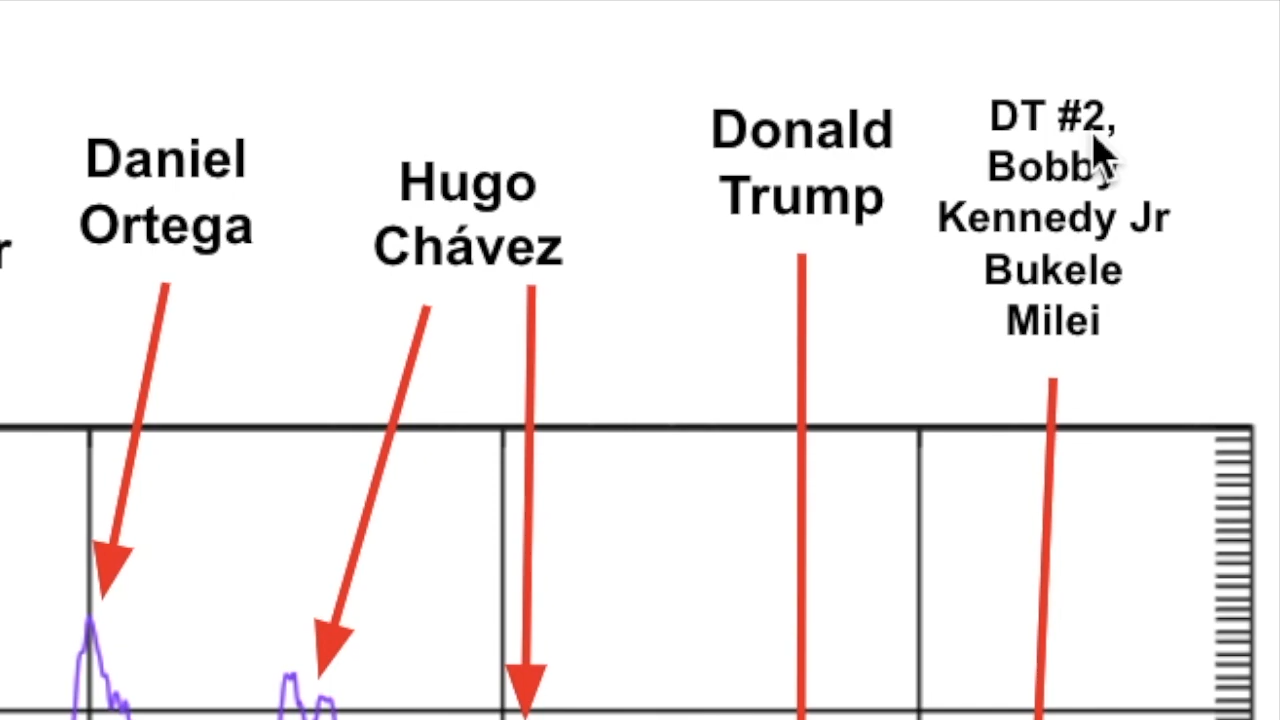 Daniel
Ortega
Hugo
Chávez
Donald
Trump
DT #2,
Bobby
Kennedy Jr
Bukele
Milei
r